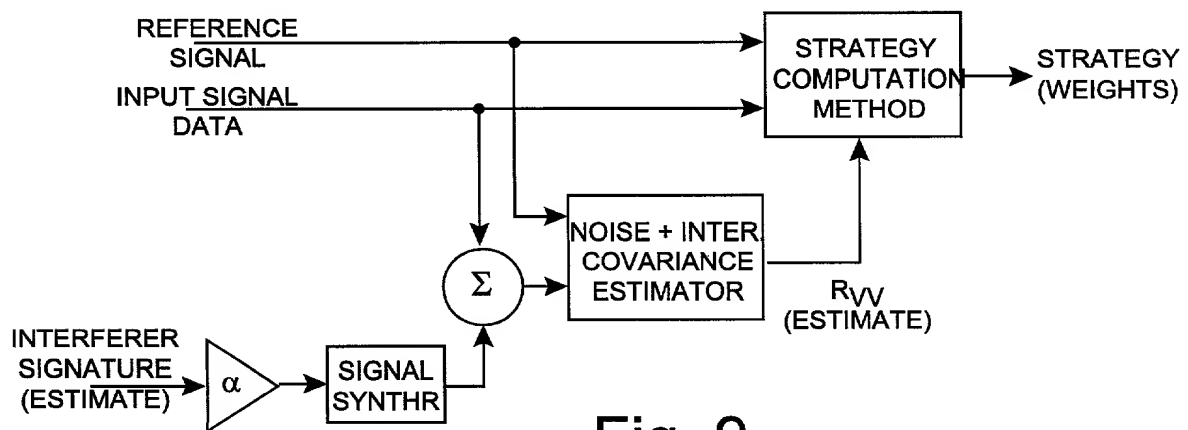 REFERENCE
SIGNAL
INPUT SIGNAL
DATA
STRATEGY
COMPUTATION
METHOD
STRATEGY
(WEIGHTS)
NOISE + INTER.
COVARIANCE
ESTIMATOR
Σ
RVV
(ESTIMATE)
INTERFERER
SIGNATURE
(ESTIMATE)
α
SIGNAL
SYNTHR